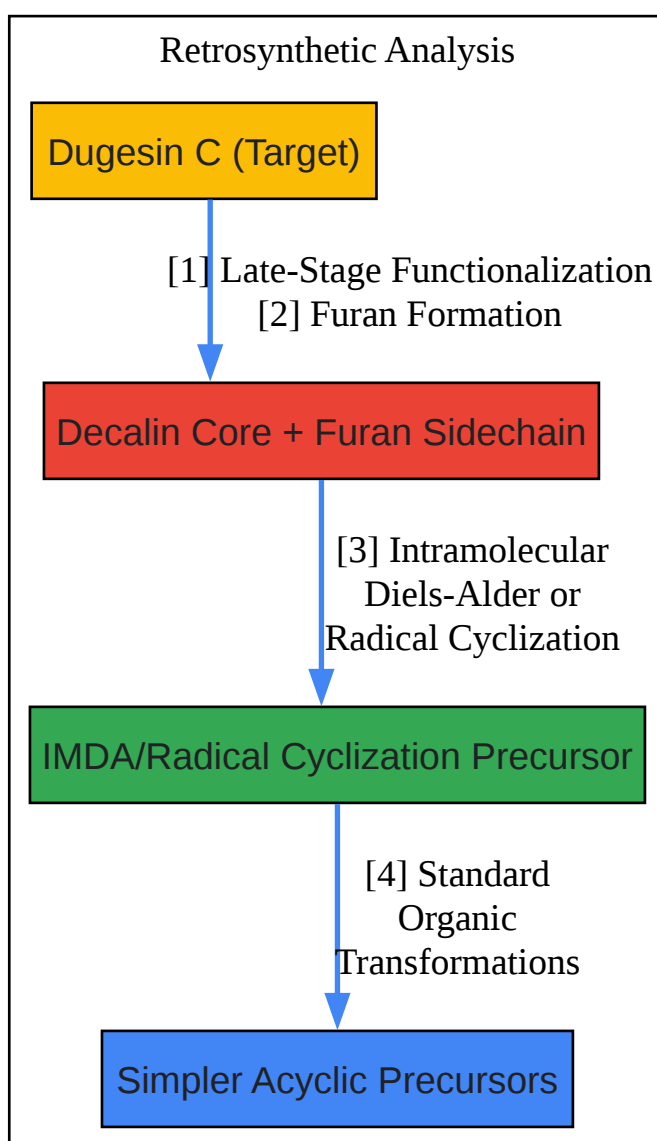 Retrosynthetic Analysis
Dugesin C (Target)
[1] Late-Stage Functionalization
[2] Furan Formation
Decalin Core + Furan Sidechain
[3] Intramolecular
Diels-Alder or
Radical Cyclization
IMDA/Radical Cyclization Precursor
[4] Standard
Organic
Transformations
Simpler Acyclic Precursors